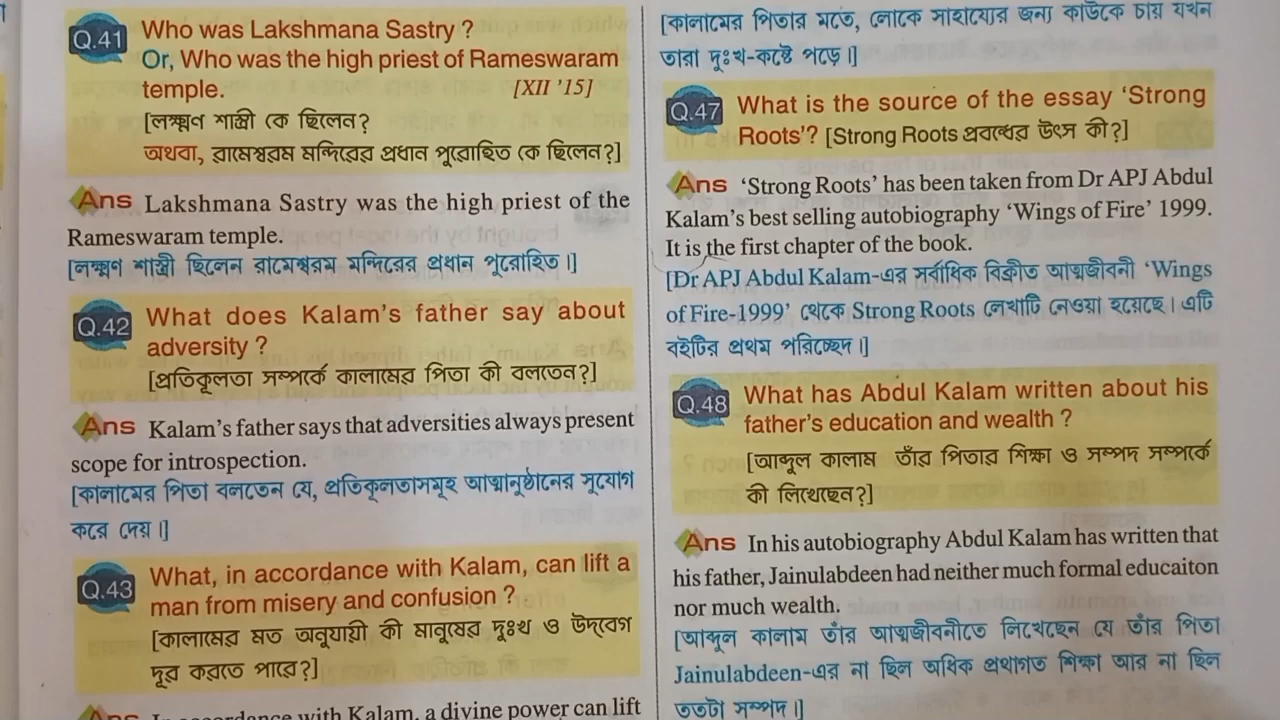 Q.41 Who was Lakshmana Sastry ?
Or, Who was the high priest of Rameswaram
temple. [XII ’15]
[লক্ষ্মণ শাস্ত্রী কে ছিলেন?
অথবা, রামেশ্বরম মন্দিরের প্রধান পুরোহিত কে ছিলেন?]
Ans Lakshmana Sastry was the high priest of the
Rameswaram temple.
[লক্ষ্মণ শাস্ত্রী ছিলেন রামেশ্বরম মন্দিরের প্রধান পুরোহিত।]
Q.42 What does Kalam’s father say about
adversity ?
[প্রতিকূলতা সম্পর্কে কালামের পিতা কী বলতেন?]
Ans Kalam’s father says that adversities always present
scope for introspection.
[কালামের পিতা বলতেন যে, প্রতিকূলতাসমূহ আত্মানুষ্ঠানের সুযোগ
করে দেয়।]
Q.43 What, in accordance with Kalam, can lift a
man from misery and confusion ?
[কালামের মত অনুযায়ী কী মানুষের দুঃখ ও উদ্‌বেগ
দূর করতে পারে?]
Ans In accordance with Kalam, a divine power can lift
[কালামের পিতার মতে, লোকে সাহায্যের জন্য কাউকে চায় যখন
তারা দুঃখ-কষ্টে পড়ে।]
Q.47 What is the source of the essay ‘Strong
Roots’? [Strong Roots প্রবন্ধের উৎস কী?]
Ans ‘Strong Roots’ has been taken from Dr APJ Abdul
Kalam’s best selling autobiography ‘Wings of Fire’ 1999.
It is the first chapter of the book.
[Dr APJ Abdul Kalam-এর সর্বাধিক বিক্রীত আত্মজীবনী ‘Wings
of Fire-1999’ থেকে Strong Roots লেখাটি নেওয়া হয়েছে। এটি
বইটির প্রথম পরিচ্ছেদ।]
Q.48 What has Abdul Kalam written about his
father’s education and wealth ?
[আব্দুল কালাম তাঁর পিতার শিক্ষা ও সম্পদ সম্পর্কে
কী লিখেছেন?]
Ans In his autobiography Abdul Kalam has written that
his father, Jainulabdeen had neither much formal educaiton
nor much wealth.
[আব্দুল কালাম তাঁর আত্মজীবনীতে লিখেছেন যে তাঁর পিতা
Jainulabdeen-এর না ছিল অধিক প্রথাগত শিক্ষা আর না ছিল
ততটা সম্পদ।]